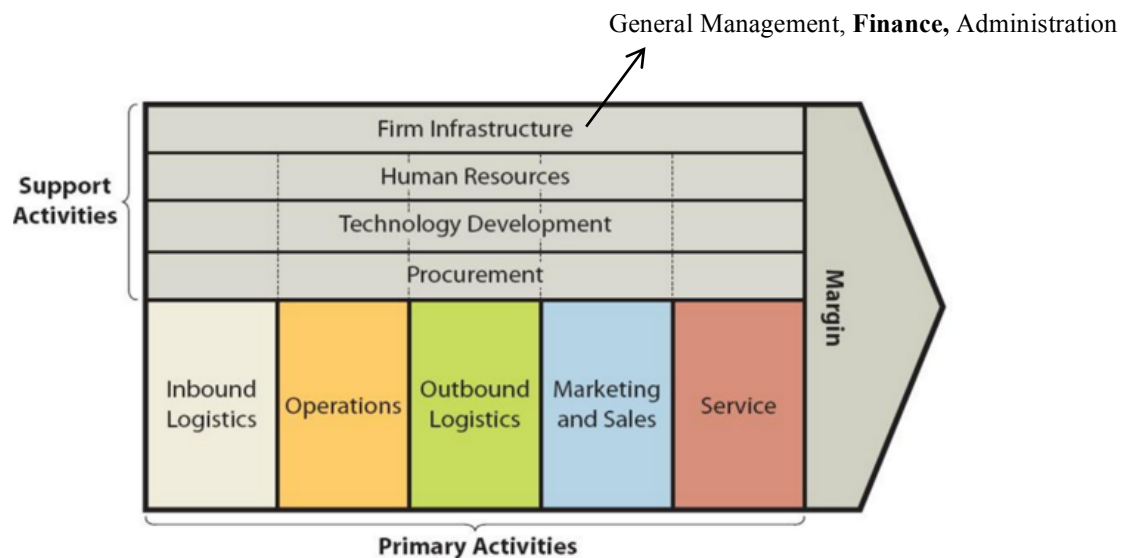 General Management, Finance, Administration
Firm Infrastructure
Human Resources
Technology Development
Procurement
Support
Activities
Margin
Inbound
Logistics
Operations
Outbound
Logistics
Marketing
and Sales
Service
Primary Activities